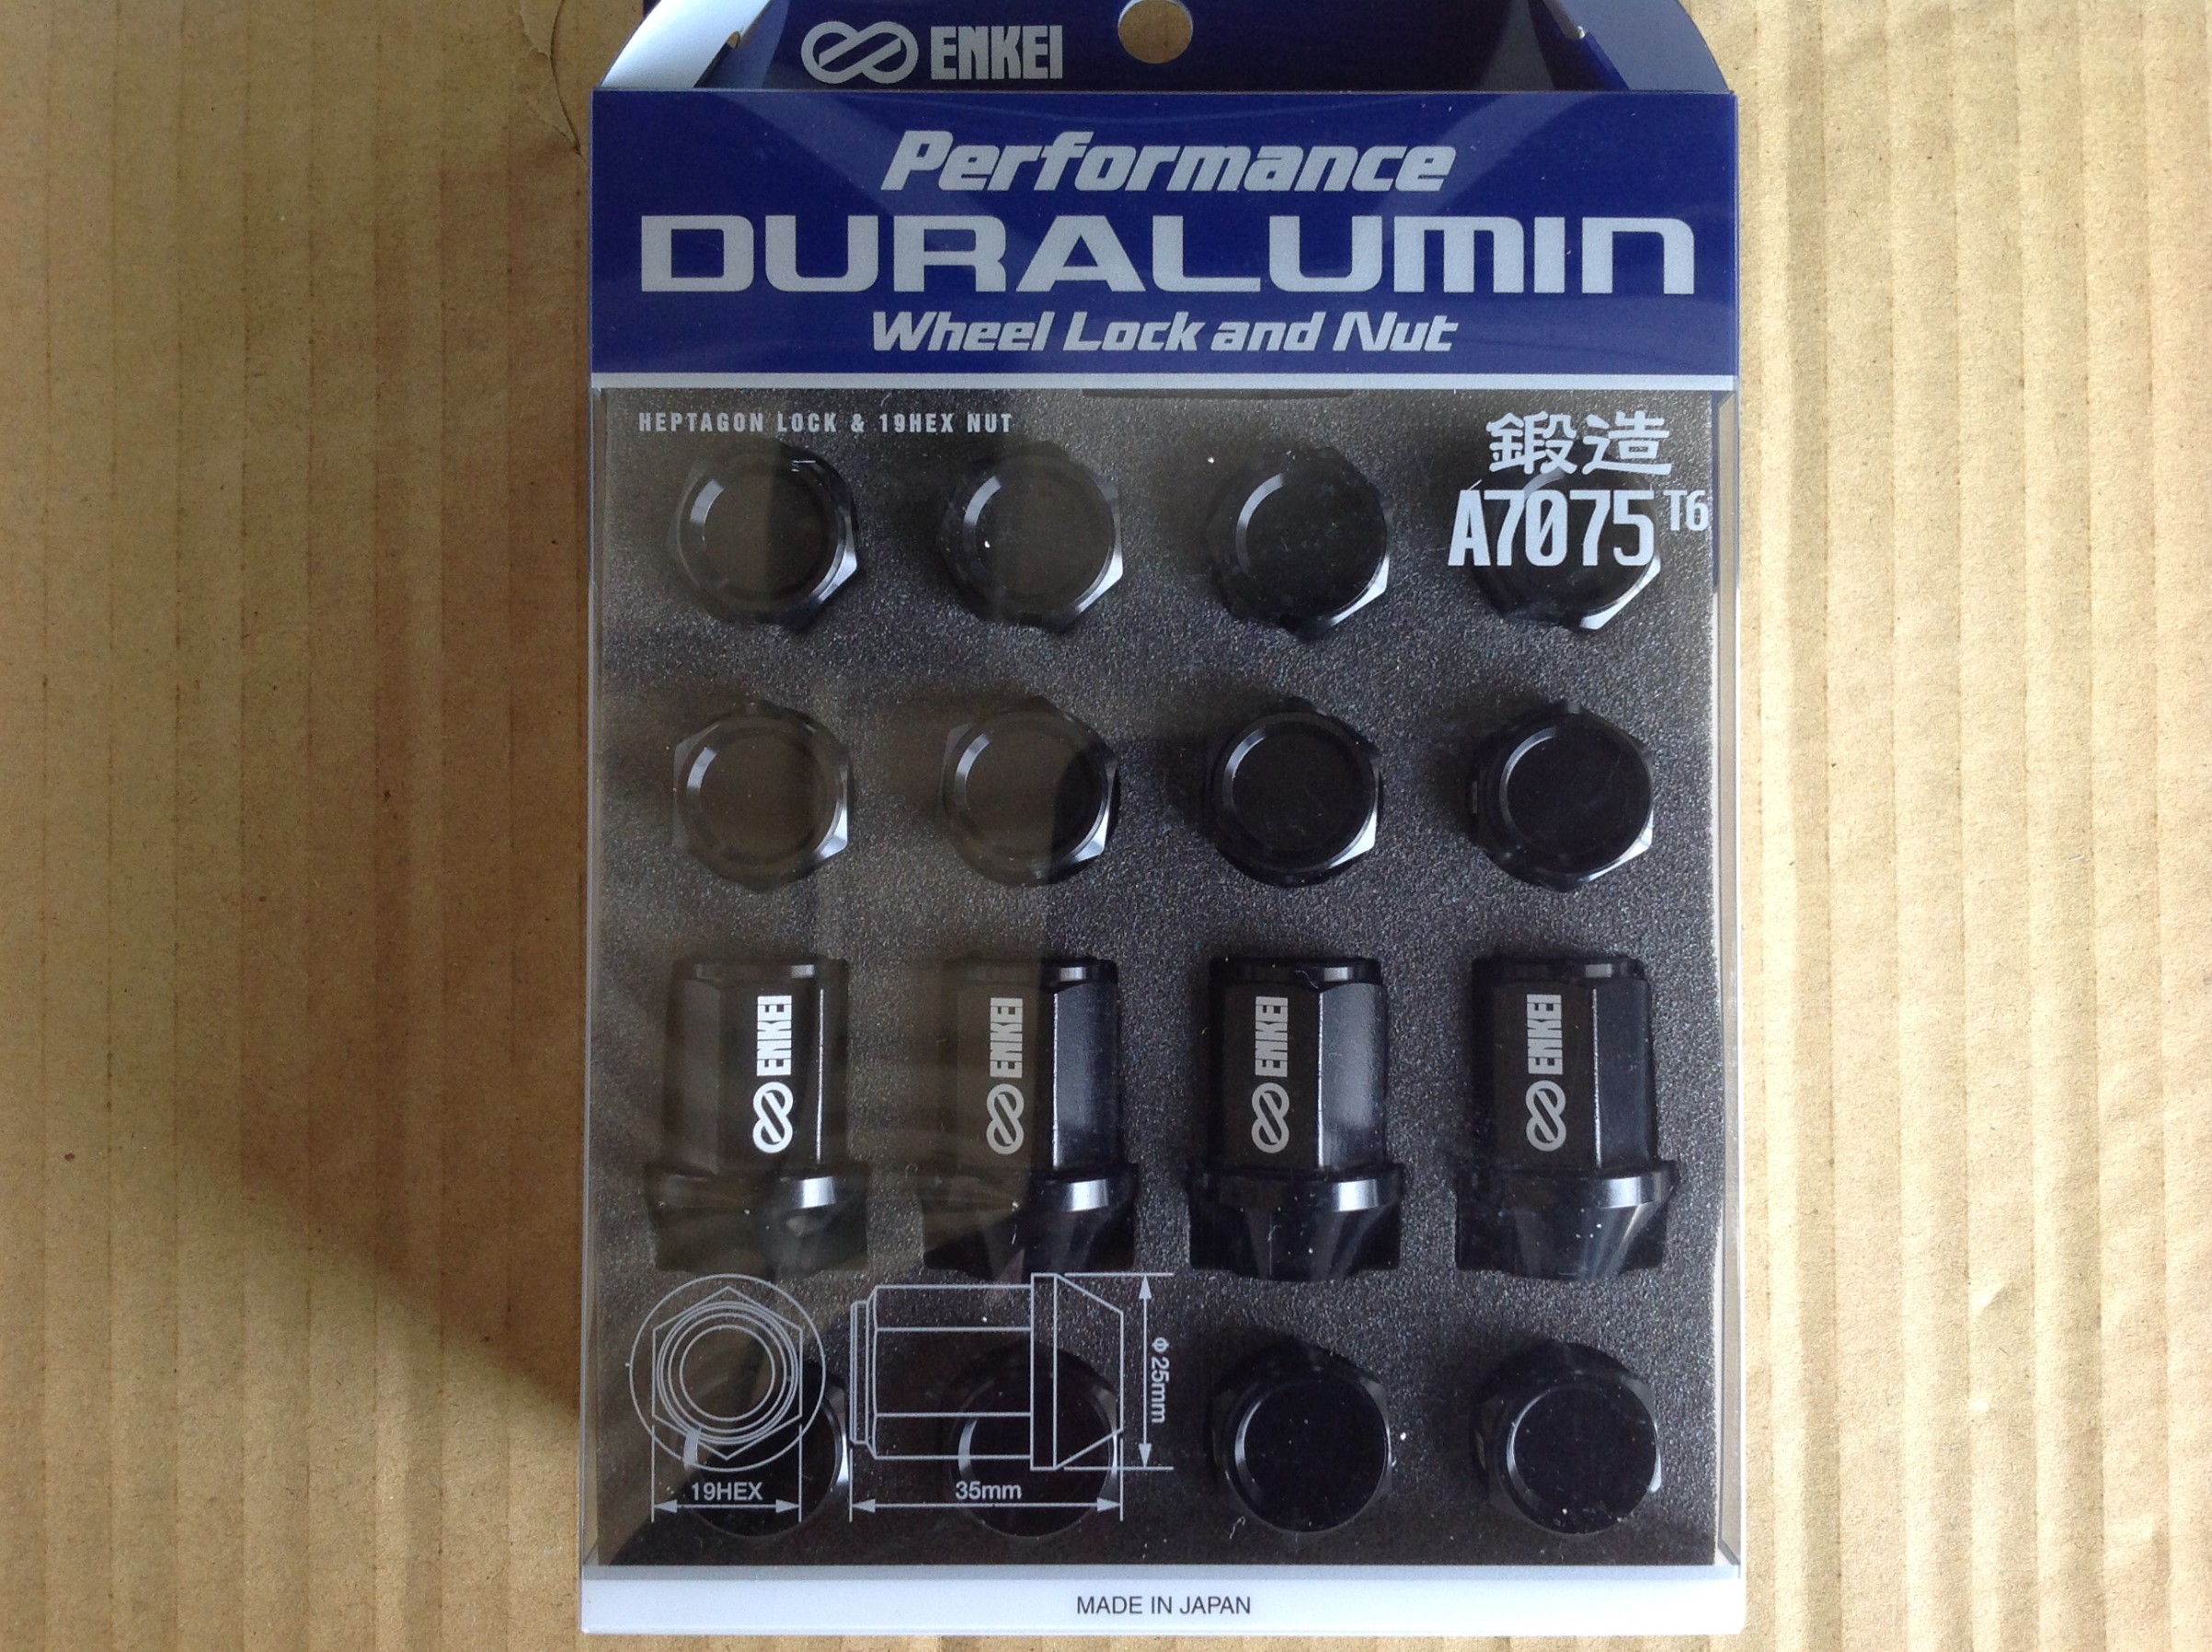 ENKEI
Performance
DURALUMIN
Wheel Lock and Nut
HEPTAGON LOCK & 19HEX NUT
鍛造
A7075 T6
ENKEI
ENKEI
ENKEI
ENKEI
Φ25mm
19HEX
35mm
MADE IN JAPAN